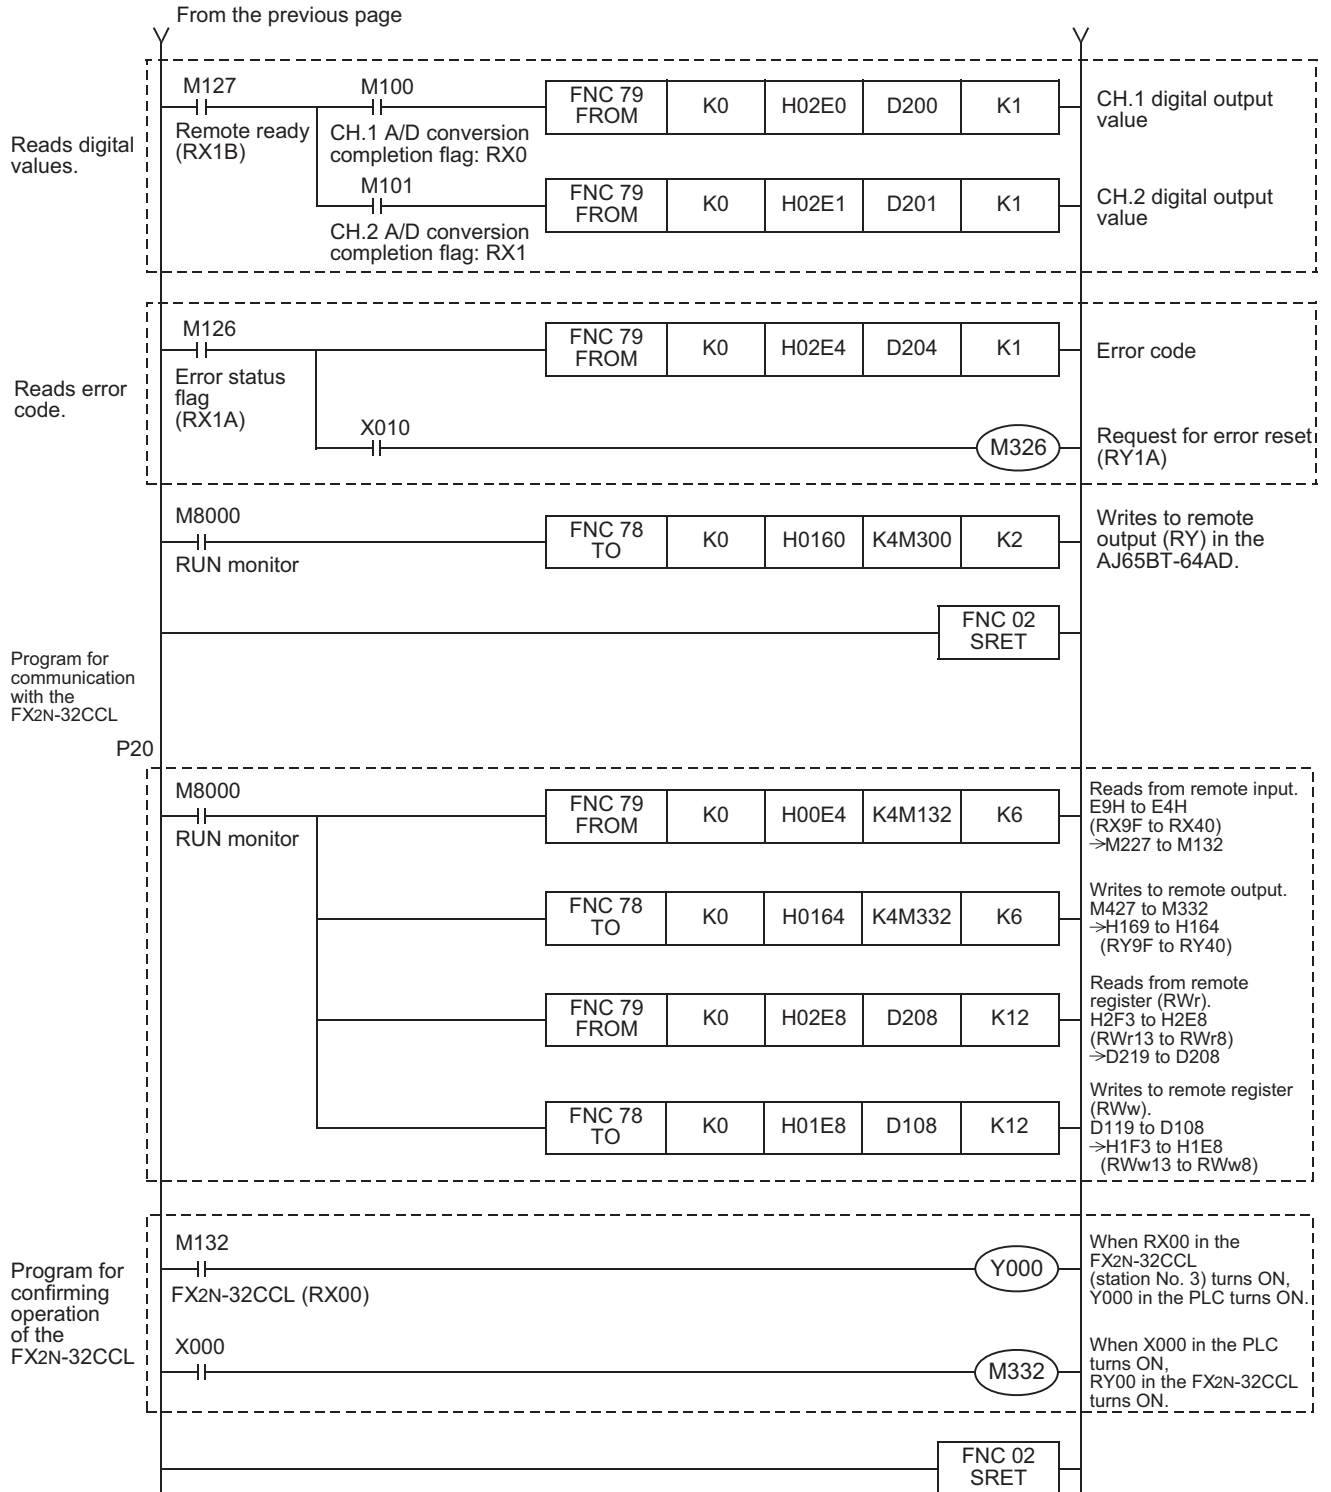 From the previous page
M127
M100
FNC 79
FROM
K0
H02E0
D200
K1
CH.1 digital output
value
Reads digital
values.
Remote ready
(RX1B)
CH.1 A/D conversion
completion flag: RX0
M101
FNC 79
FROM
K0
H02E1
D201
K1
CH.2 digital output
value
CH.2 A/D conversion
completion flag: RX1
M126
FNC 79
FROM
K0
H02E4
D204
K1
Error code
Reads error
code.
Error status
flag
(RX1A)
X010
M326
Request for error reset
(RY1A)
M8000
RUN monitor
FNC 78
TO
K0
H0160
K4M300
K2
Writes to remote
output (RY) in the
AJ65BT-64AD.
FNC 02
SRET
Program for
communication
with the
FX2N-32CCL
P20
M8000
RUN monitor
FNC 79
FROM
K0
H00E4
K4M132
K6
Reads from remote input.
E9H to E4H
(RX9F to RX40)
→M227 to M132
FNC 78
TO
K0
H0164
K4M332
K6
Writes to remote output.
M427 to M332
→H169 to H164
(RY9F to RY40)
FNC 79
FROM
K0
H02E8
D208
K12
Reads from remote
register (RWr).
H2F3 to H2E8
(RWr13 to RWr8)
→D219 to D208
FNC 78
TO
K0
H01E8
D108
K12
Writes to remote register
(RWw).
D119 to D108
→H1F3 to H1E8
(RWw13 to RWw8)
Program for
confirming
operation
of the
FX2N-32CCL
M132
FX2N-32CCL (RX00)
Y000
When RX00 in the
FX2N-32CCL
(station No. 3) turns ON,
Y000 in the PLC turns ON.
X000
M332
When X000 in the PLC
turns ON,
RY00 in the FX2N-32CCL
turns ON.
FNC 02
SRET